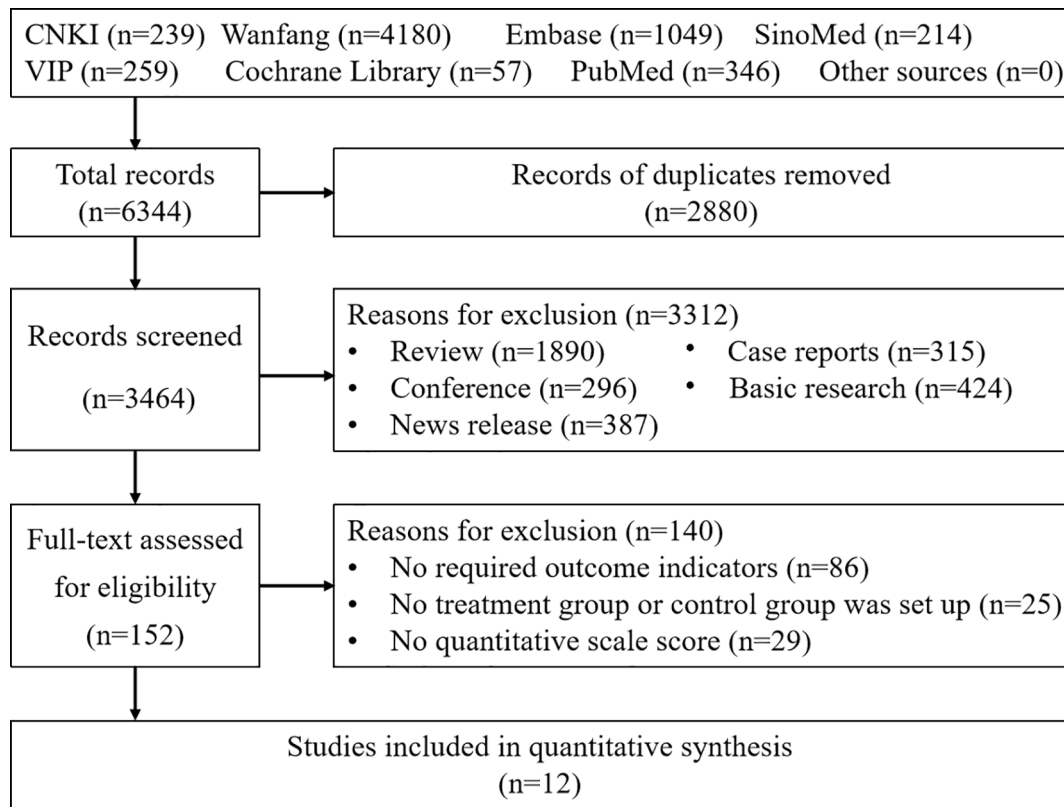 CNKI (n=239) Wanfang (n=4180) Embase (n=1049) SinoMed (n=214)
VIP (n=259) Cochrane Library (n=57) PubMed (n=346) Other sources (n=0)
Total records
(n=6344)
Records of duplicates removed
(n=2880)
Records screened
(n=3464)
Reasons for exclusion (n=3312)
• Review (n=1890) • Case reports (n=315)
• Conference (n=296) • Basic research (n=424)
• News release (n=387)
Full-text assessed
for eligibility
(n=152)
Reasons for exclusion (n=140)
• No required outcome indicators (n=86)
• No treatment group or control group was set up (n=25)
• No quantitative scale score (n=29)
Studies included in quantitative synthesis
(n=12)